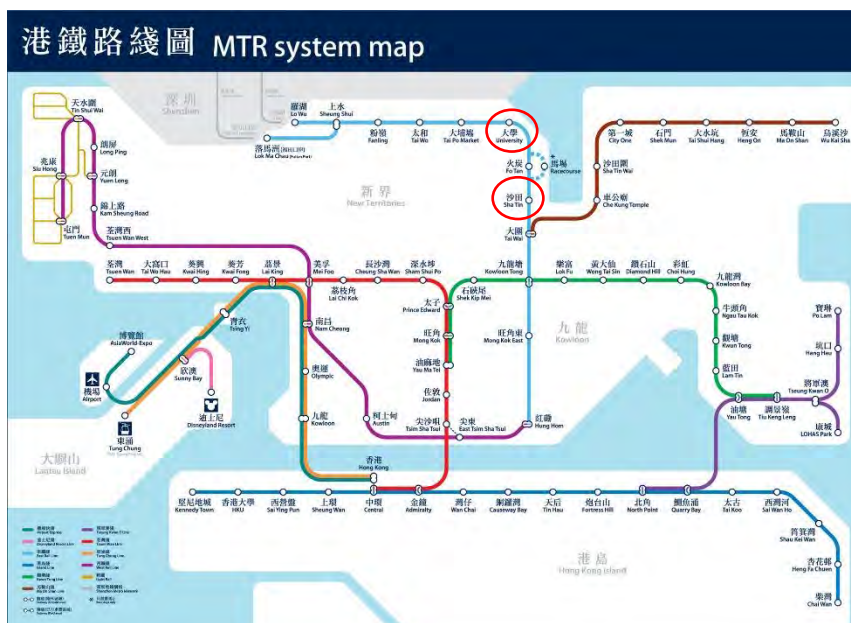 港鐵路綫圖 MTR system map
深圳
Shenzhen
天水圍
Tin Shui Wai
朗屏
Long Ping
兆康
Siu Hong
元朗
Yuen Long
錦上路
Kam Sheung Road
屯門
Tuen Mun
荃灣西
Tsuen Wan West
羅湖
Lo Wu
上水
Sheung Shui
落馬洲
Lok Ma Chau
粉嶺
Fanling
太和
Tai Wo
大埔墟
Tai Po Market
大學
University
火炭
Fo Tan
馬場
Racecourse
沙田
Sha Tin
大圍
Tai Wai
新界
New Territories
第一城
City One
石門
Shek Mun
大水坑
Tai Shui Hang
恆安
Heng On
馬鞍山
Ma On Shan
烏溪沙
Wu Kai Sha
沙田圍
Sha Tin Wai
車公廟
Che Kung Temple
荃灣
Tsuen Wan
大窩口
Tai Wo Hau
葵興
Kwai Hing
葵芳
Kwai Fong
荔景
Lai King
美孚
Mei Foo
荔枝角
Lai Chi Kok
長沙灣
Cheung Sha Wan
深水埗
Sham Shui Po
九龍塘
Kowloon Tong
樂富
Lok Fu
黃大仙
Wong Tai Sin
鑽石山
Diamond Hill
彩虹
Choi Hung
九龍灣
Kowloon Bay
石硤尾
Shek Kip Mei
太子
Prince Edward
旺角
Mong Kok
旺角東
Mong Kok East
油麻地
Yau Ma Tei
九龍
Kowloon
牛頭角
Ngau Tau Kok
觀塘
Kwun Tong
藍田
Lam Tin
寶琳
Po Lam
坑口
Hang Hau
將軍澳
Tseung Kwan O
油塘
Yau Tong
調景嶺
Tiu Keng Leng
康城
LOHAS Park
青衣
Tsing Yi
南昌
Nam Cheong
博覽館
AsiaWorld-Expo
機場
Airport
欣澳
Sunny Bay
迪士尼
Disneyland Resort
東涌
Tung Chung
大嶼山
Lantau Island
奧運
Olympic
九龍
Kowloon
柯士甸
Austin
佐敦
Jordan
尖沙咀
Tsim Sha Tsui
尖東
East Tsim Sha Tsui
紅磡
Hung Hom
香港
Hong Kong
堅尼地城
Kennedy Town
香港大學
HKU
西營盤
Sai Ying Pun
上環
Sheung Wan
中環
Central
金鐘
Admiralty
灣仔
Wan Chai
銅鑼灣
Causeway Bay
天后
Tin Hau
炮台山
Fortress Hill
北角
North Point
鰂魚涌
Quarry Bay
太古
Tai Koo
西灣河
Sai Wan Ho
筲箕灣
Shau Kei Wan
杏花邨
Heng Fa Chuen
柴灣
Chai Wan
港島
Hong Kong Island